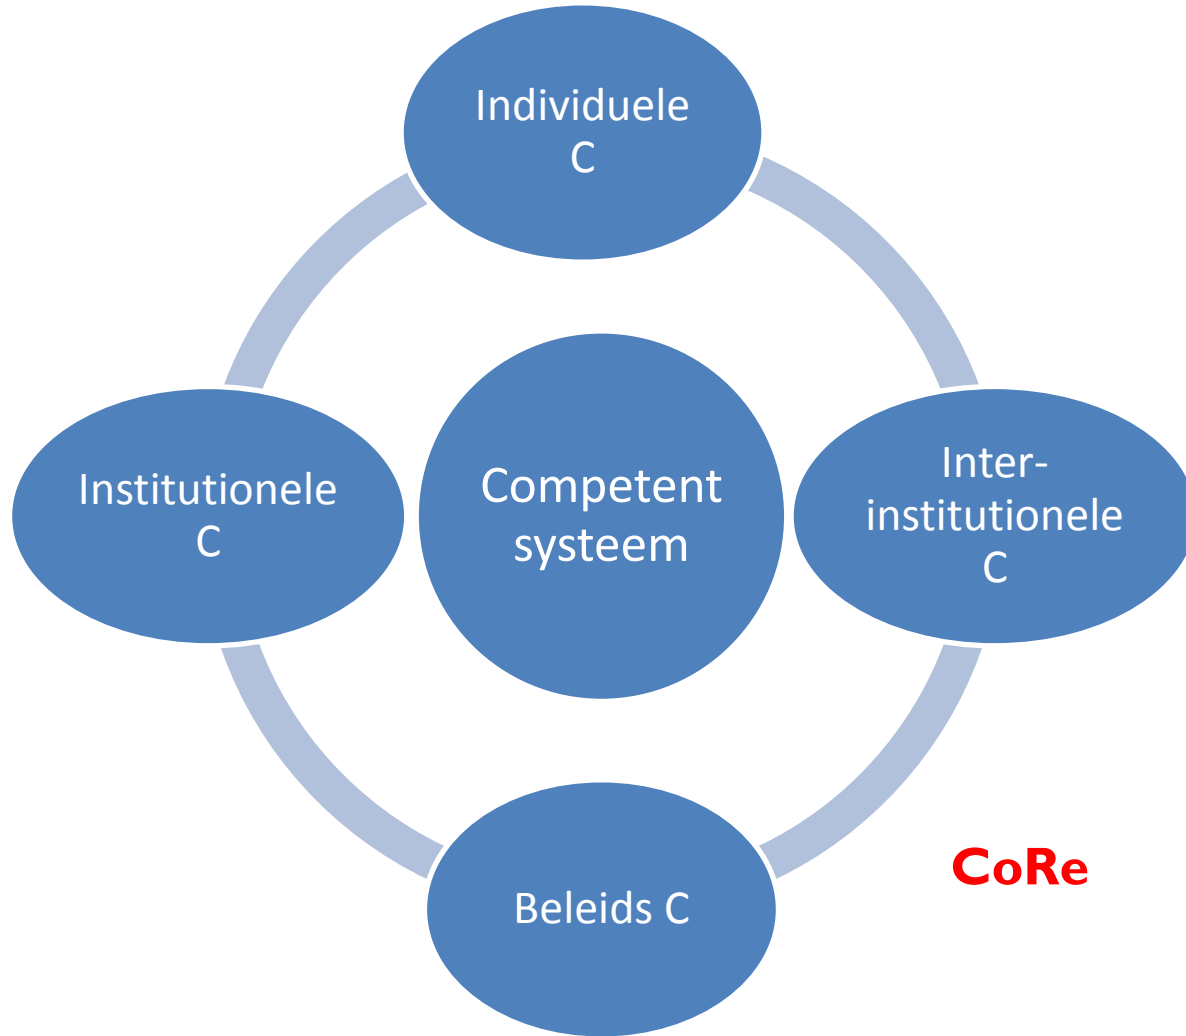 Individuele
C
Institutionele
C
Competent
systeem
Inter-
institutionele
C
Beleids C
CoRe